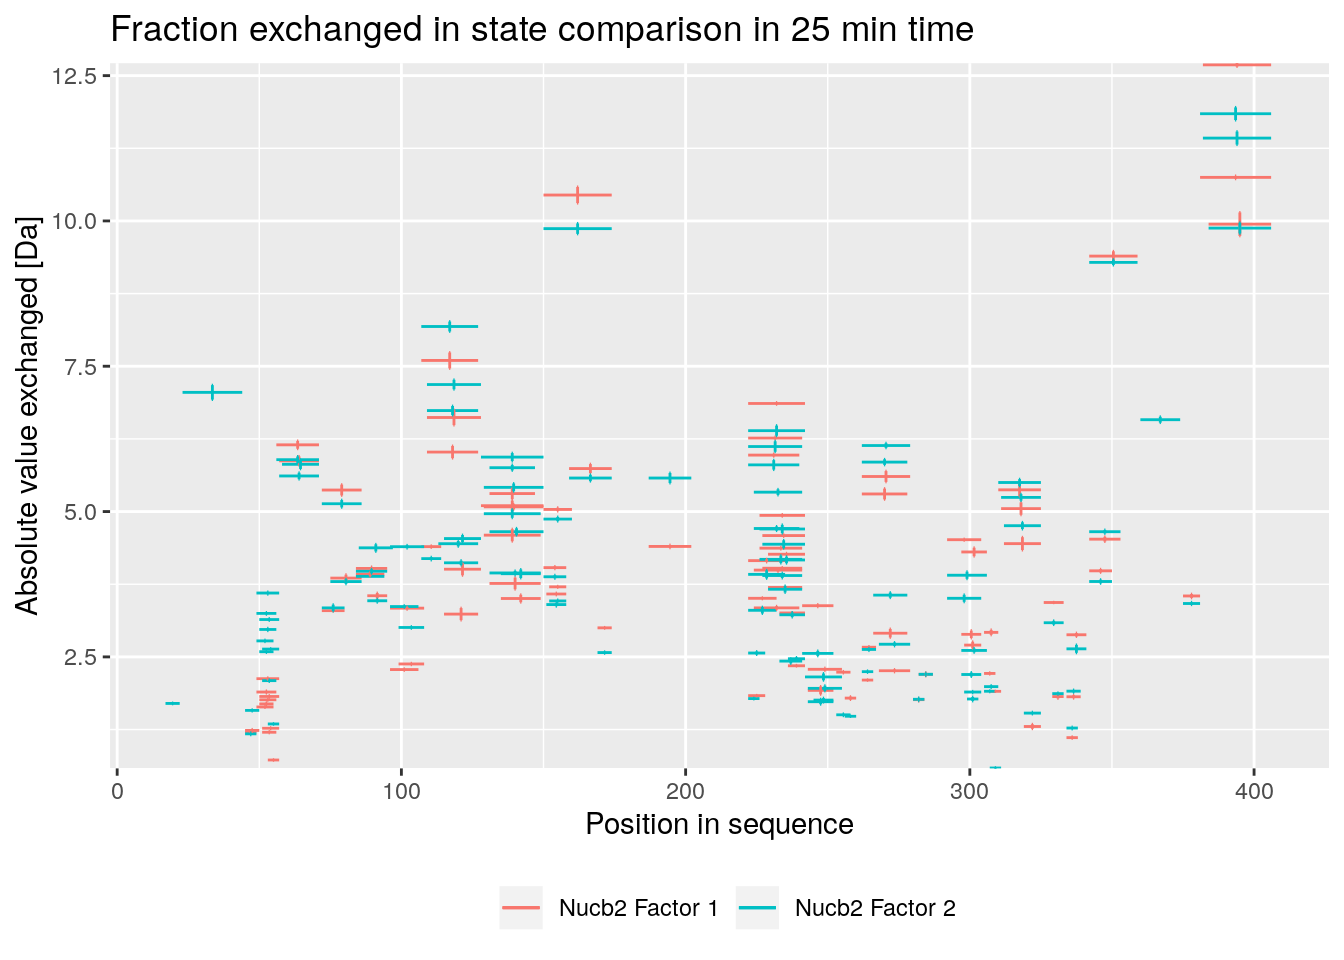 Fraction exchanged in state comparison in 25 min time
Absolute value exchanged [Da]
12.5
10.0
7.5
5.0
2.5
0 100 200 300 400
Position in sequence
Nucb2 Factor 1 Nucb2 Factor 2